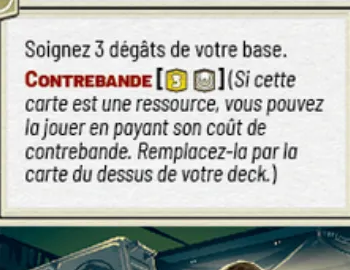 Soignez 3 dégâts de votre base.
CONTREBANDE [3 ](Si cette
carte est une ressource, vous pouvez
la jouer en payant son coût de
contrebande. Remplacez-la par la
carte du dessus de votre deck.)